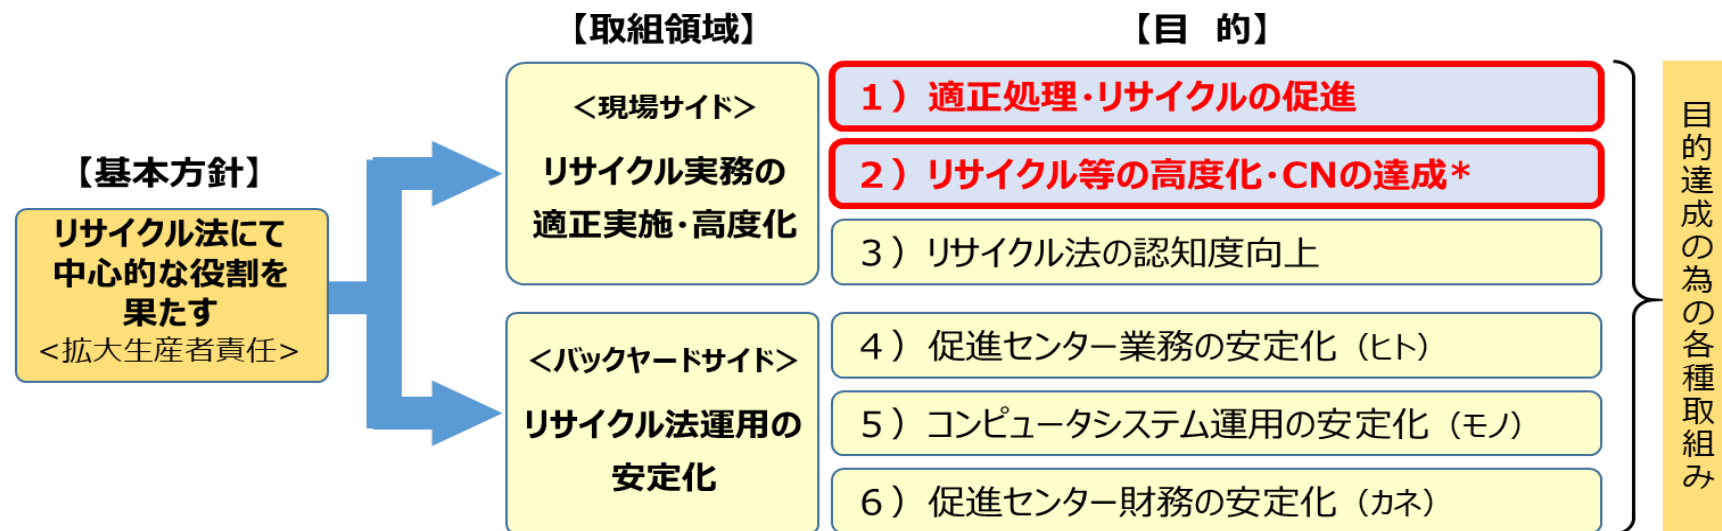 【取組領域】
【目 的】
【基本方針】
リサイクル法にて
中心的な役割を
果たす
<拡大生産者責任>
<現場サイド>
リサイクル実務の
適正実施・高度化
１）適正処理・リサイクルの促進
２）リサイクル等の高度化・CNの達成*
３）リサイクル法の認知度向上
<バックヤードサイド>
リサイクル法運用の
安定化
４）促進センター業務の安定化（ヒト）
５）コンピュータシステム運用の安定化（モノ）
６）促進センター財務の安定化（カネ）
目的達成の為の各種取組み